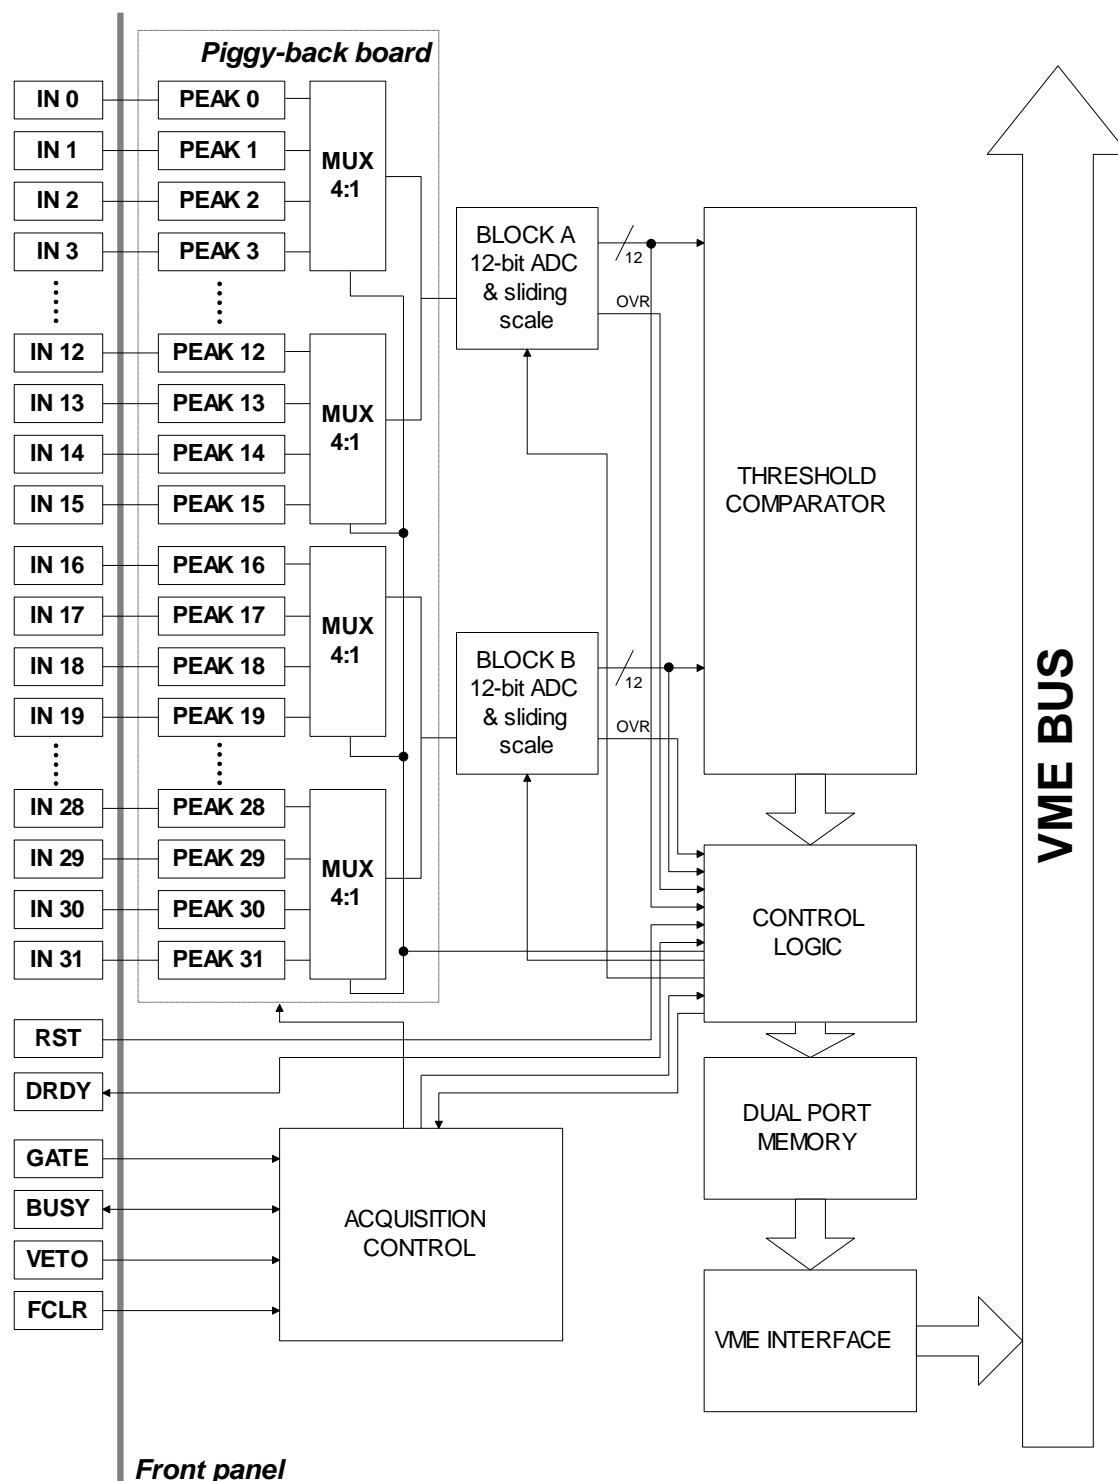 Piggy-back board
IN 0 PEAK 0
IN 1 PEAK 1
MUX
4:1
IN 2 PEAK 2
IN 3 PEAK 3
IN 12 PEAK 12
IN 13 PEAK 13
MUX
4:1
IN 14 PEAK 14
IN 15 PEAK 15
IN 16 PEAK 16
IN 17 PEAK 17
MUX
4:1
IN 18 PEAK 18
IN 19 PEAK 19
IN 28 PEAK 28
IN 29 PEAK 29
MUX
4:1
IN 30 PEAK 30
IN 31 PEAK 31
BLOCK A
12-bit ADC
& sliding
scale
12
OVR
BLOCK B
12-bit ADC
& sliding
scale
12
OVR
THRESHOLD
COMPARATOR
CONTROL
LOGIC
DUAL PORT
MEMORY
VME INTERFACE
VME BUS
RST
DRDY
GATE
BUSY
VETO
FCLR
ACQUISITION
CONTROL
Front panel